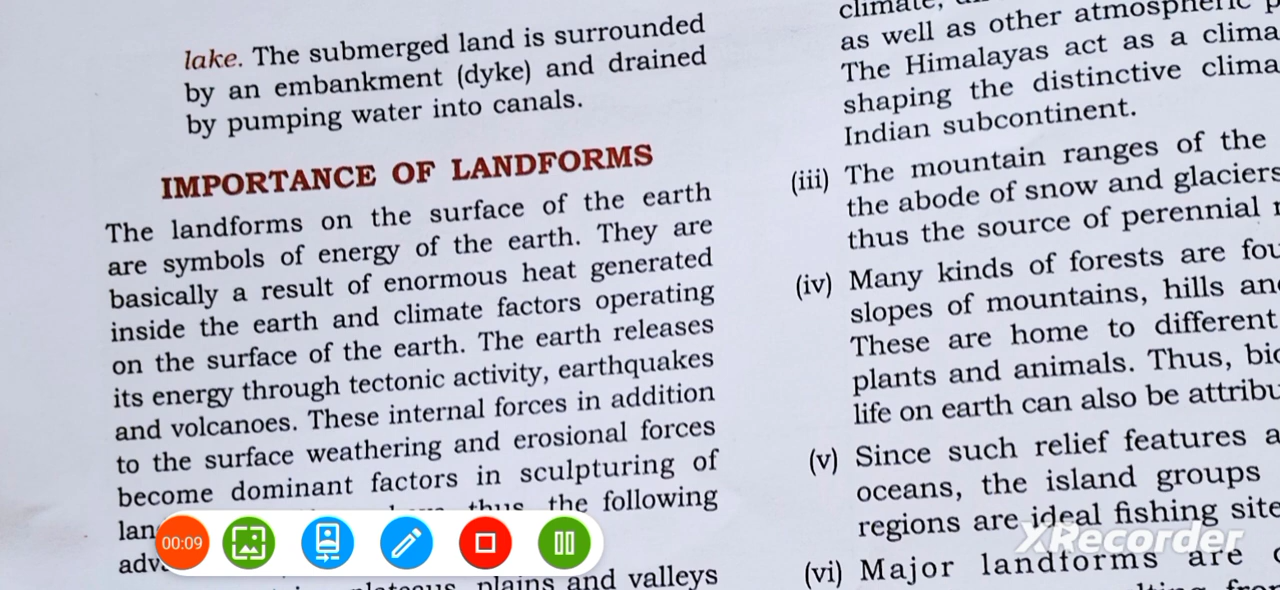 lake. The submerged land is surrounded
by an embankment (dyke) and drained
by pumping water into canals.
IMPORTANCE OF LANDFORMS
The landforms on the surface of the earth
are symbols of energy of the earth. They are
basically a result of enormous heat generated
inside the earth and climate factors operating
on the surface of the earth. The earth releases
its energy through tectonic activity, earthquakes
and volcanoes. These internal forces in addition
to the surface weathering and erosional forces
become dominant factors in sculpturing of
thus the following
plains and valleys
climate,
as well as other atmospheric
The Himalayas act as a
shaping the distinctive
Indian subcontinent.
(iii) The mountain ranges of the
the abode of snow and glaciers
thus the source of perennial
(iv) Many kinds of forests are
slopes of mountains, hills
These are home to different
plants and animals. Thus,
life on earth can also be
(v) Since such relief features
oceans, the island groups
regions are ideal fishing
(vi) Major landforms are
00:09
XRecorder